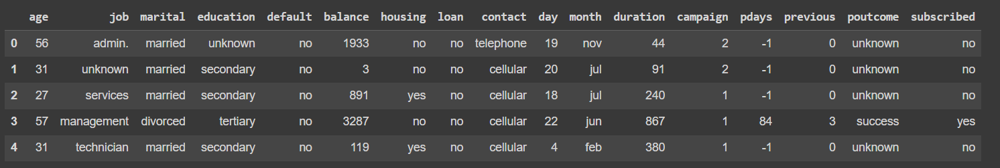 age job marital education default balance housing loan contact day month duration campaign pdays previous poutcome subscribed
0 56 admin. married unknown no 1933 no no telephone 19 nov 44 2 -1 0 unknown no
1 31 unknown married secondary no 3 no no cellular 20 jul 91 2 -1 0 unknown no
2 27 services married secondary no 891 yes no cellular 18 jul 240 1 -1 0 unknown no
3 57 management divorced tertiary no 3287 no no cellular 22 jun 867 1 84 3 success yes
4 31 technician married secondary no 119 yes no cellular 4 feb 380 1 -1 0 unknown no